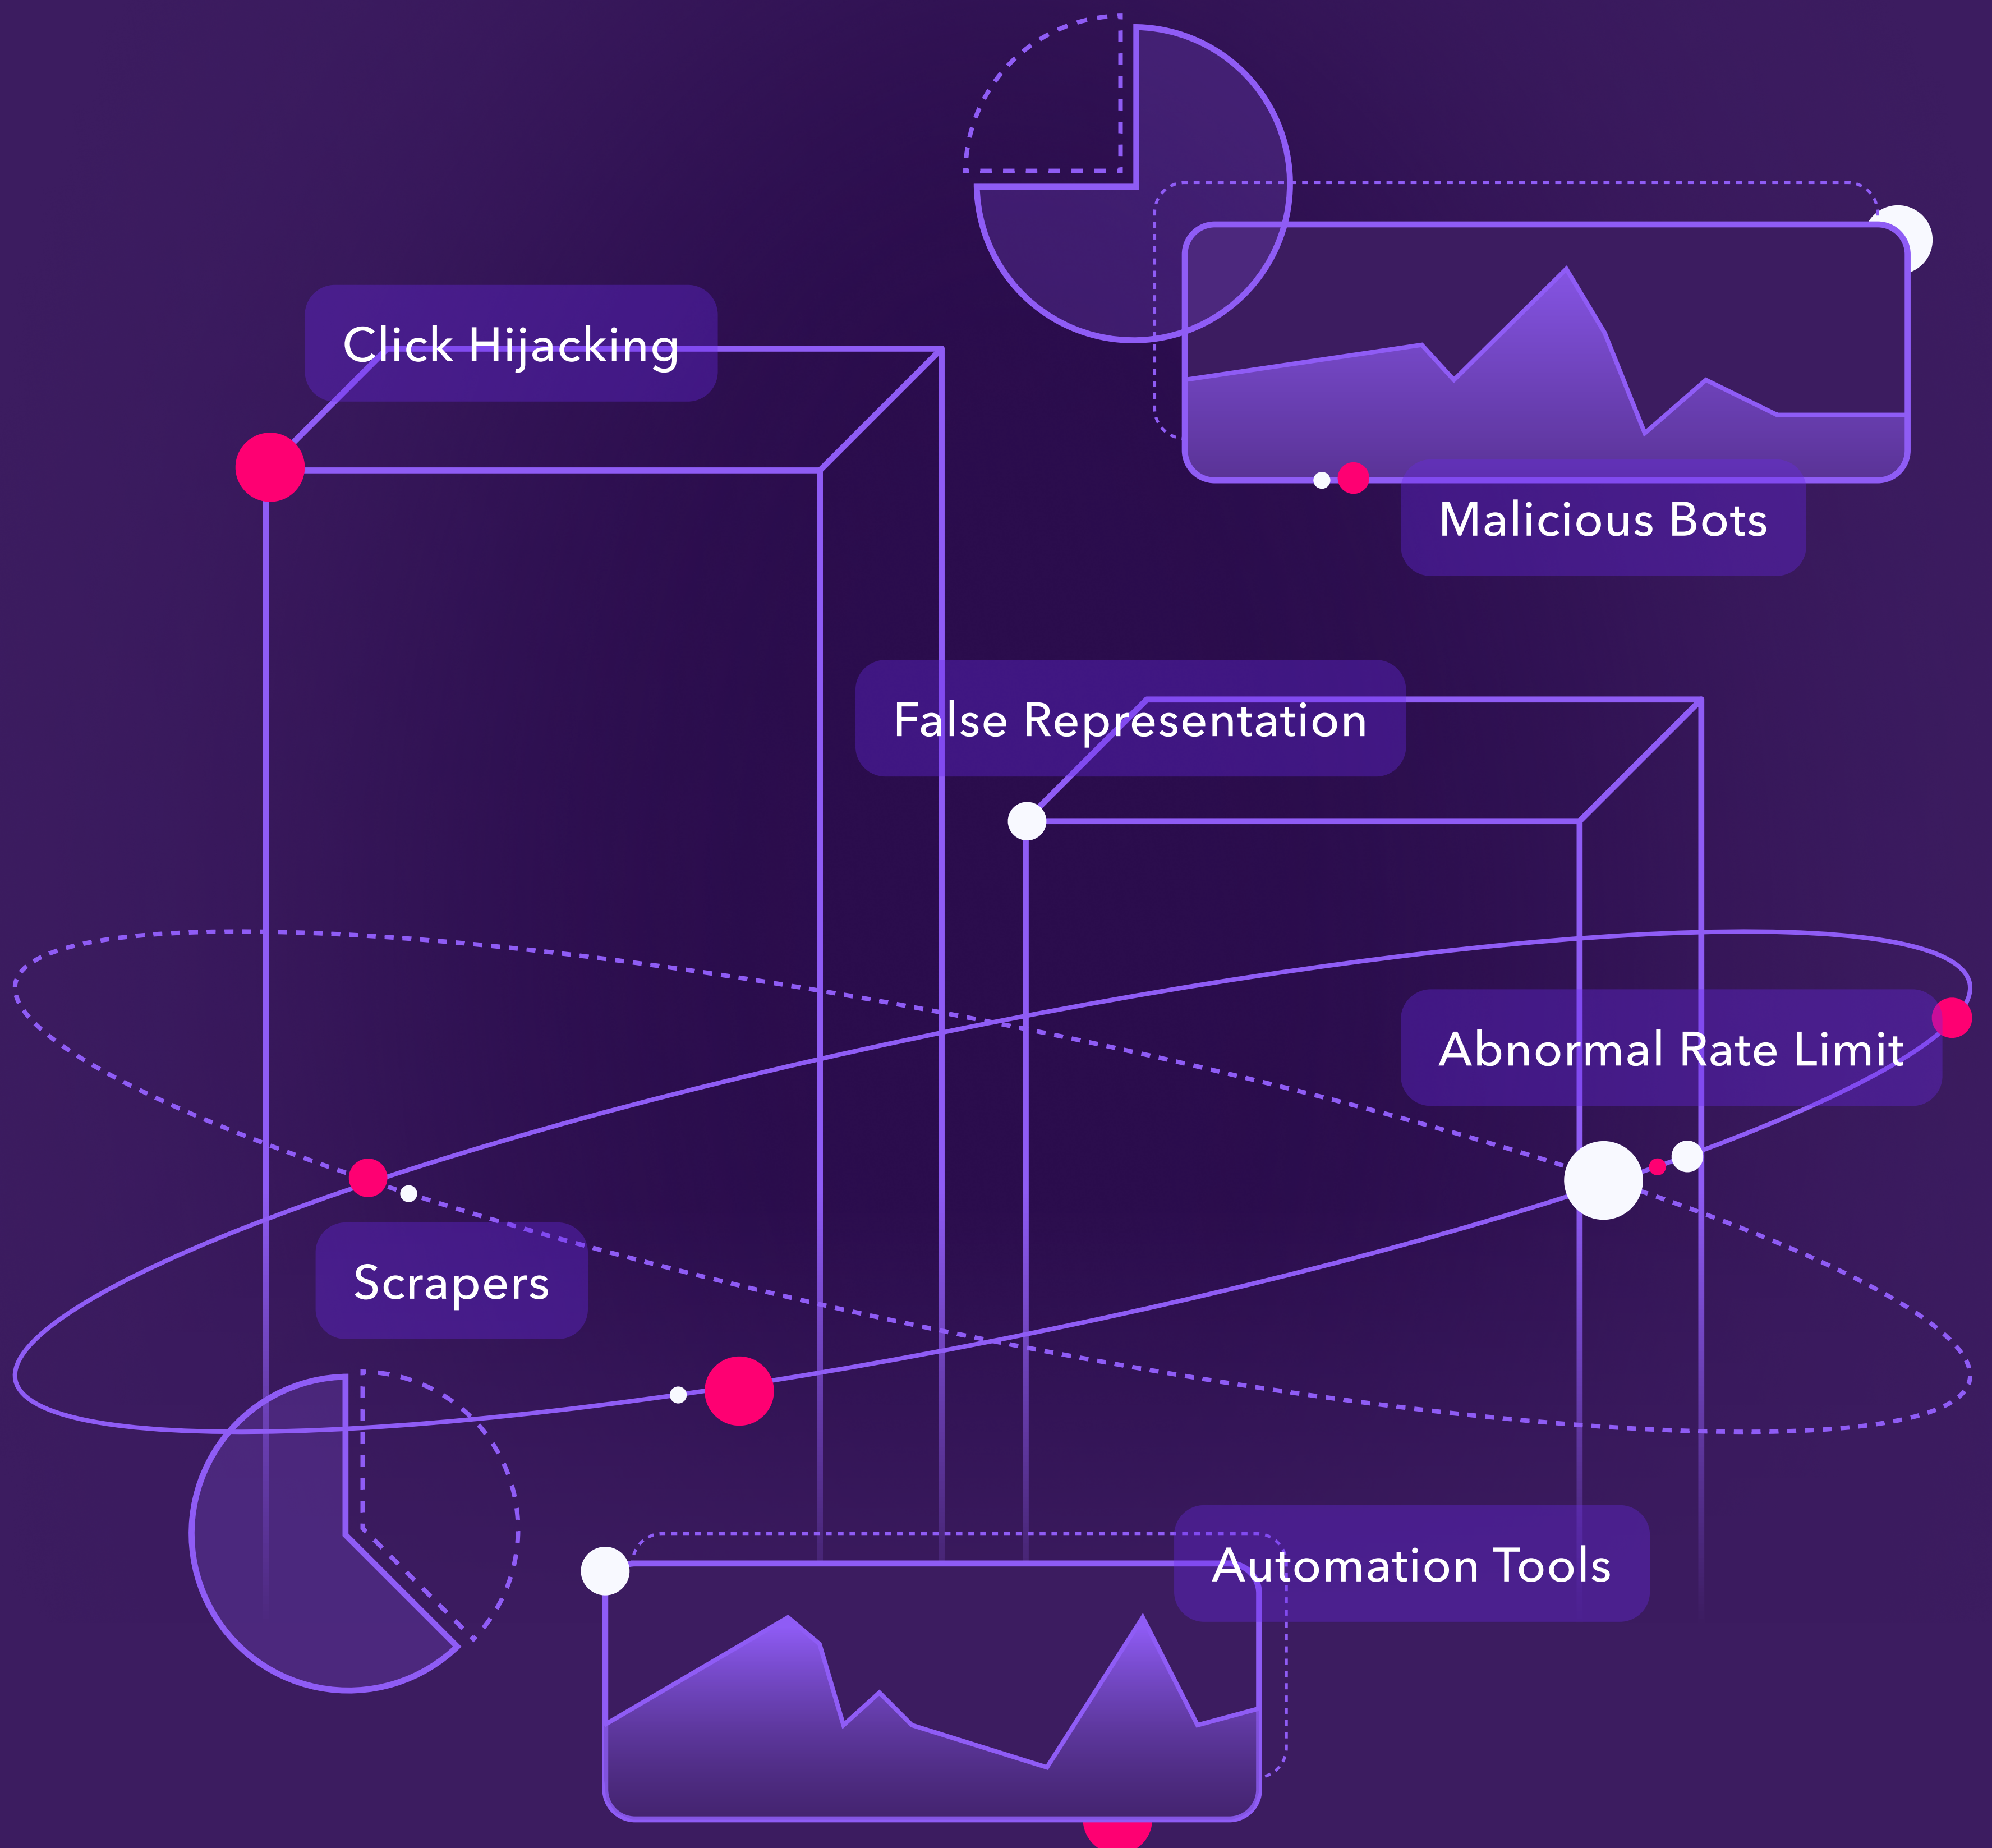 Click Hijacking
Malicious Bots
False Representation
Abnormal Rate Limit
Scrapers
Automation Tools